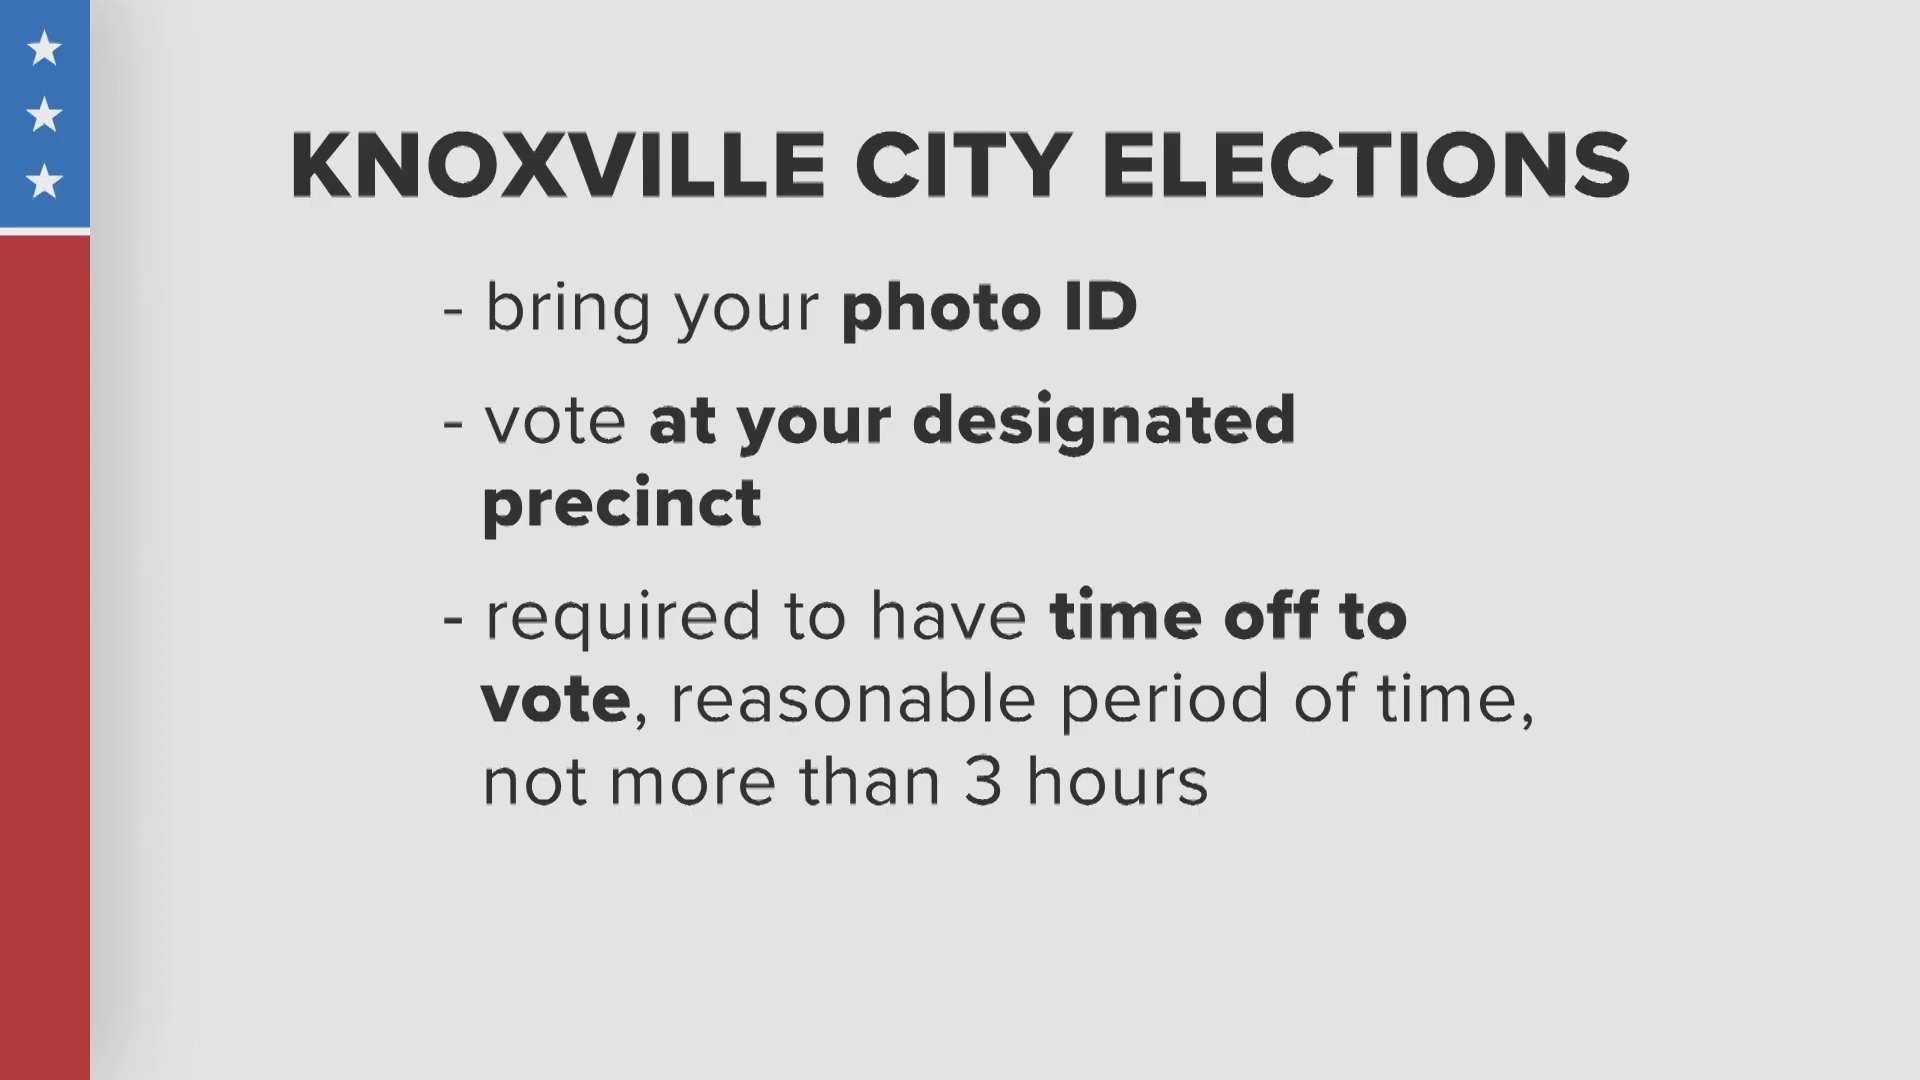 KNOXVILLE CITY ELECTIONS
- bring your photo ID
- vote at your designated
precinct
- required to have time off to
vote, reasonable period of time,
not more than 3 hours